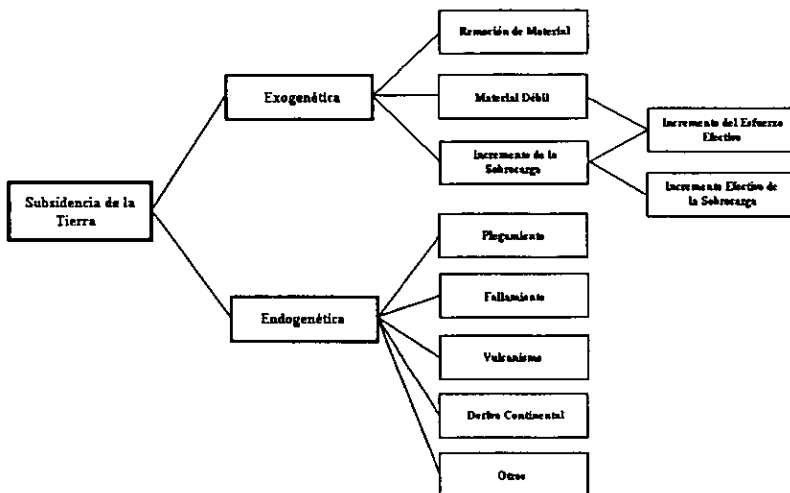 Subsidencia de la
Tierra
Exogenética
Remoción de Material
Material Débil
Incremento de la
Sobrecarga
Incremento del Esfuerzo
Efectivo
Incremento Efectivo de
la Sobrecarga
Endogenética
Plegamiento
Fallamiento
Vulcanismo
Deriva Continental
Otros